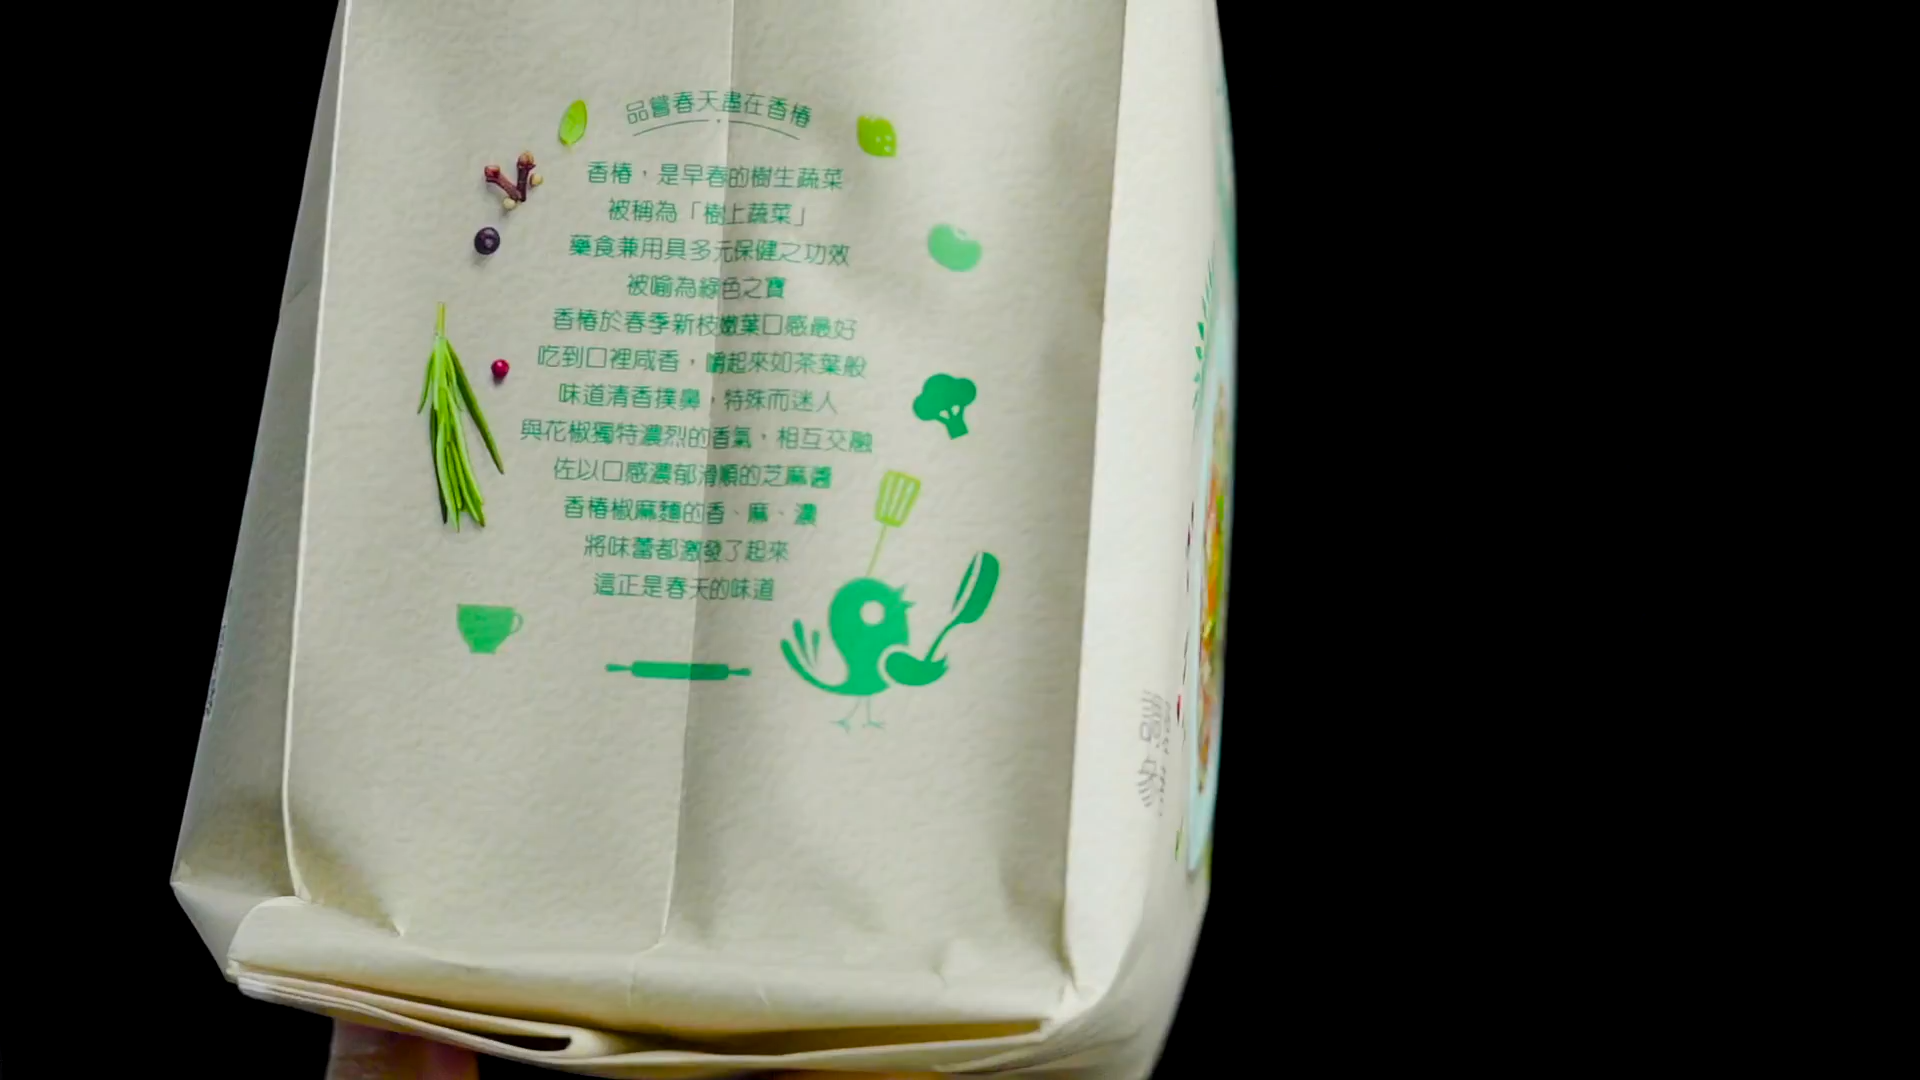 品嘗春天盡在香椿
香椿，是早春的樹生蔬菜
被稱為「樹上蔬菜」
藥食兼用具多元保健之功效
被喻為綠色之寶
香椿於春季新枝嫩葉口感最好
吃到口裡咸香，嚼起來如茶葉般
味道清香撲鼻，特殊而迷人
與花椒獨特濃烈的香氣，相互交融
佐以口感濃郁滑順的芝麻醬
香椿椒麻麵的香、麻、濃
將味蕾都激發了起來
這正是春天的味道